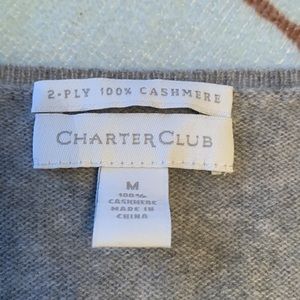 2-PLY 100% CASHMERE
CHARTER CLUB
M
100%
CASHMERE
MADE IN
CHINA